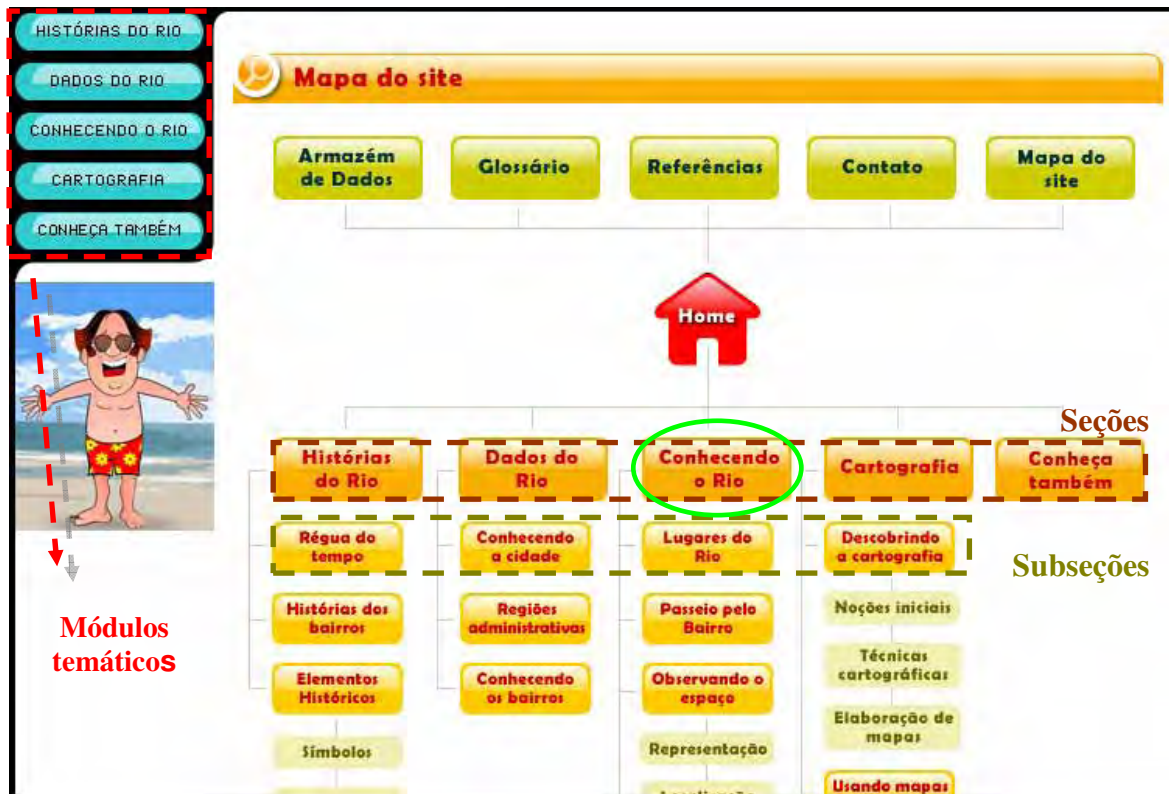 HISTÓRIAS DO RIO
DADOS DO RIO
CONHECENDO O RIO
CARTOGRAFIA
CONHEÇA TAMBÉM
Módulos
temáticos
Mapa do site
Armazém
de Dados
Glossário
Referências
Contato
Mapa do
site
Home
Seções
Histórias
do Rio
Dados do
Rio
Conhecendo
o Rio
Cartografia
Conheça
também
Subseções
Régua do
tempo
Conhecendo
a cidade
Lugares do
Rio
Descobrindo
a cartografia
Histórias dos
bairros
Regiões
administrativas
Passeio pelo
Bairro
Noções iniciais
Elementos
Históricos
Conhecendo
os bairros
Observando o
espaço
Técnicas
cartográficas
Símbolos
Representação
Elaboração de
mapas
Usando mapas